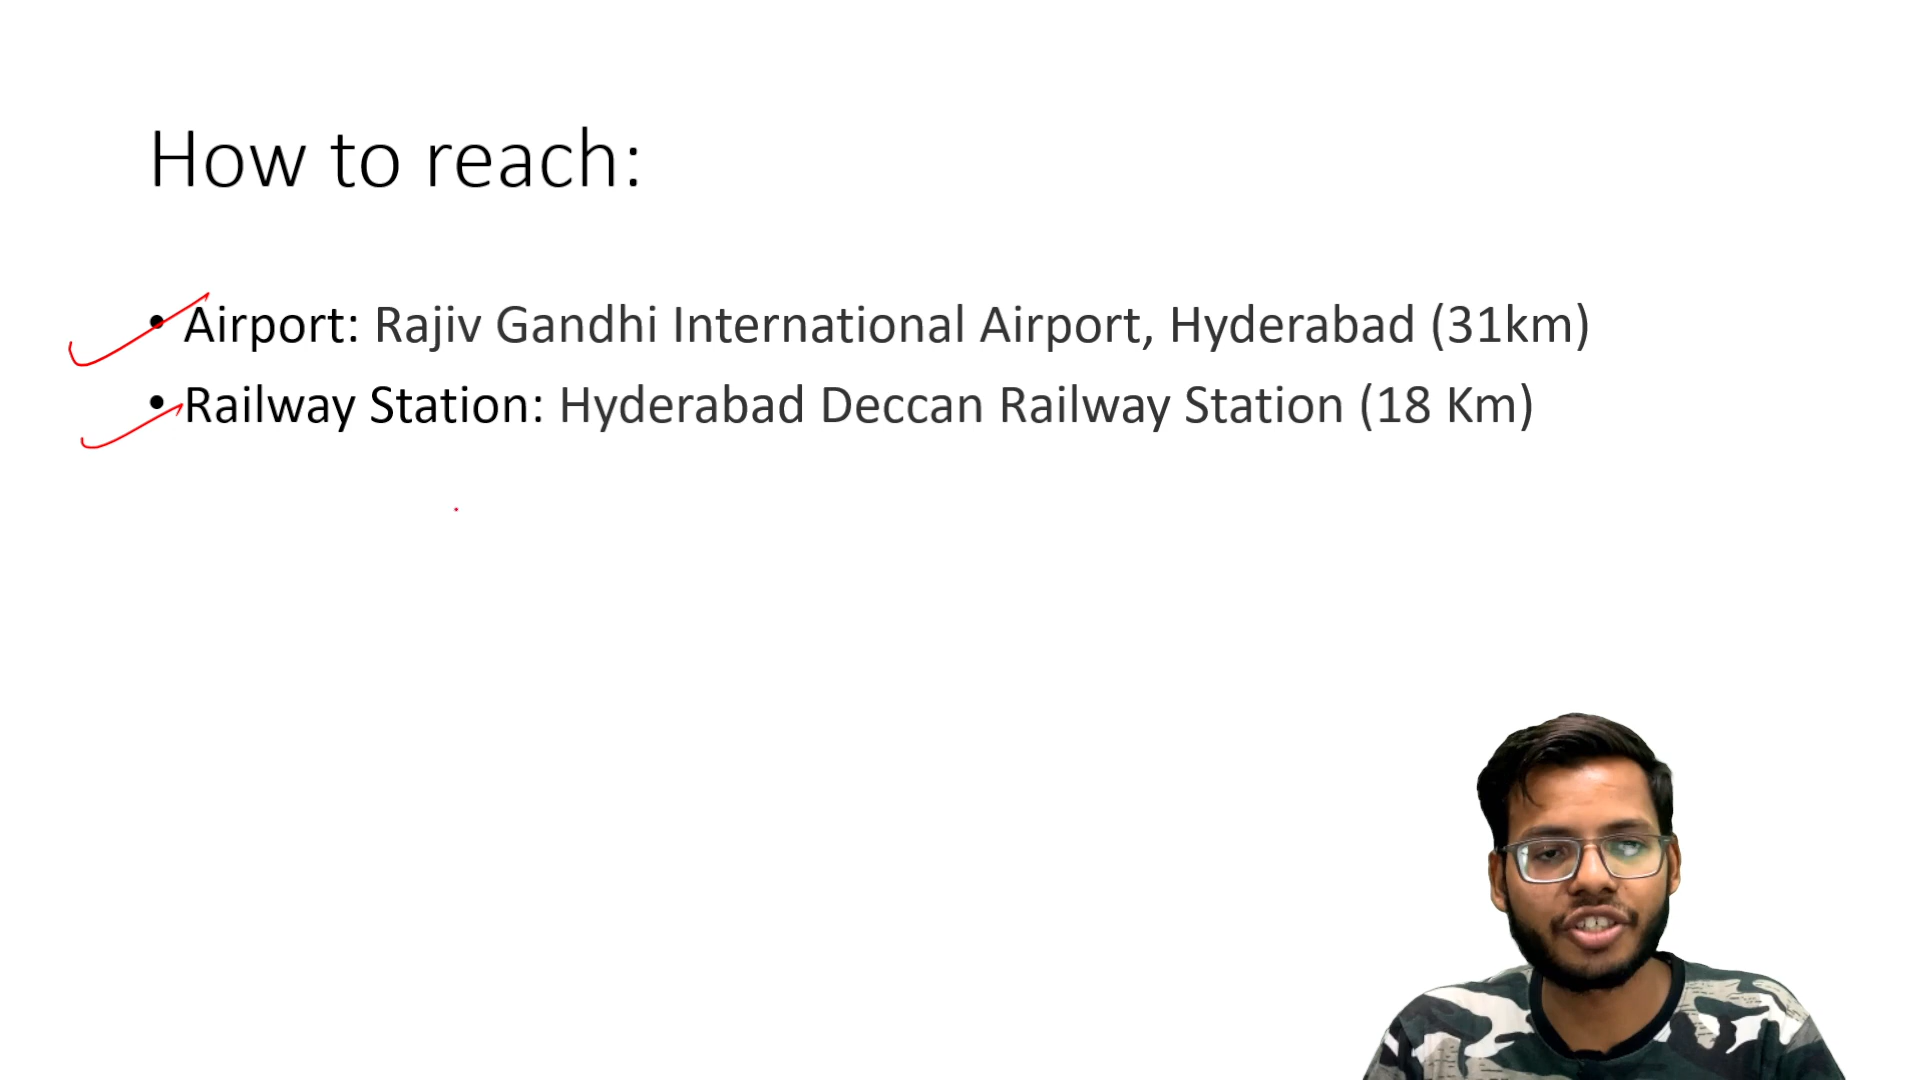 How to reach:
• Airport: Rajiv Gandhi International Airport, Hyderabad (31km)
• Railway Station: Hyderabad Deccan Railway Station (18 Km)